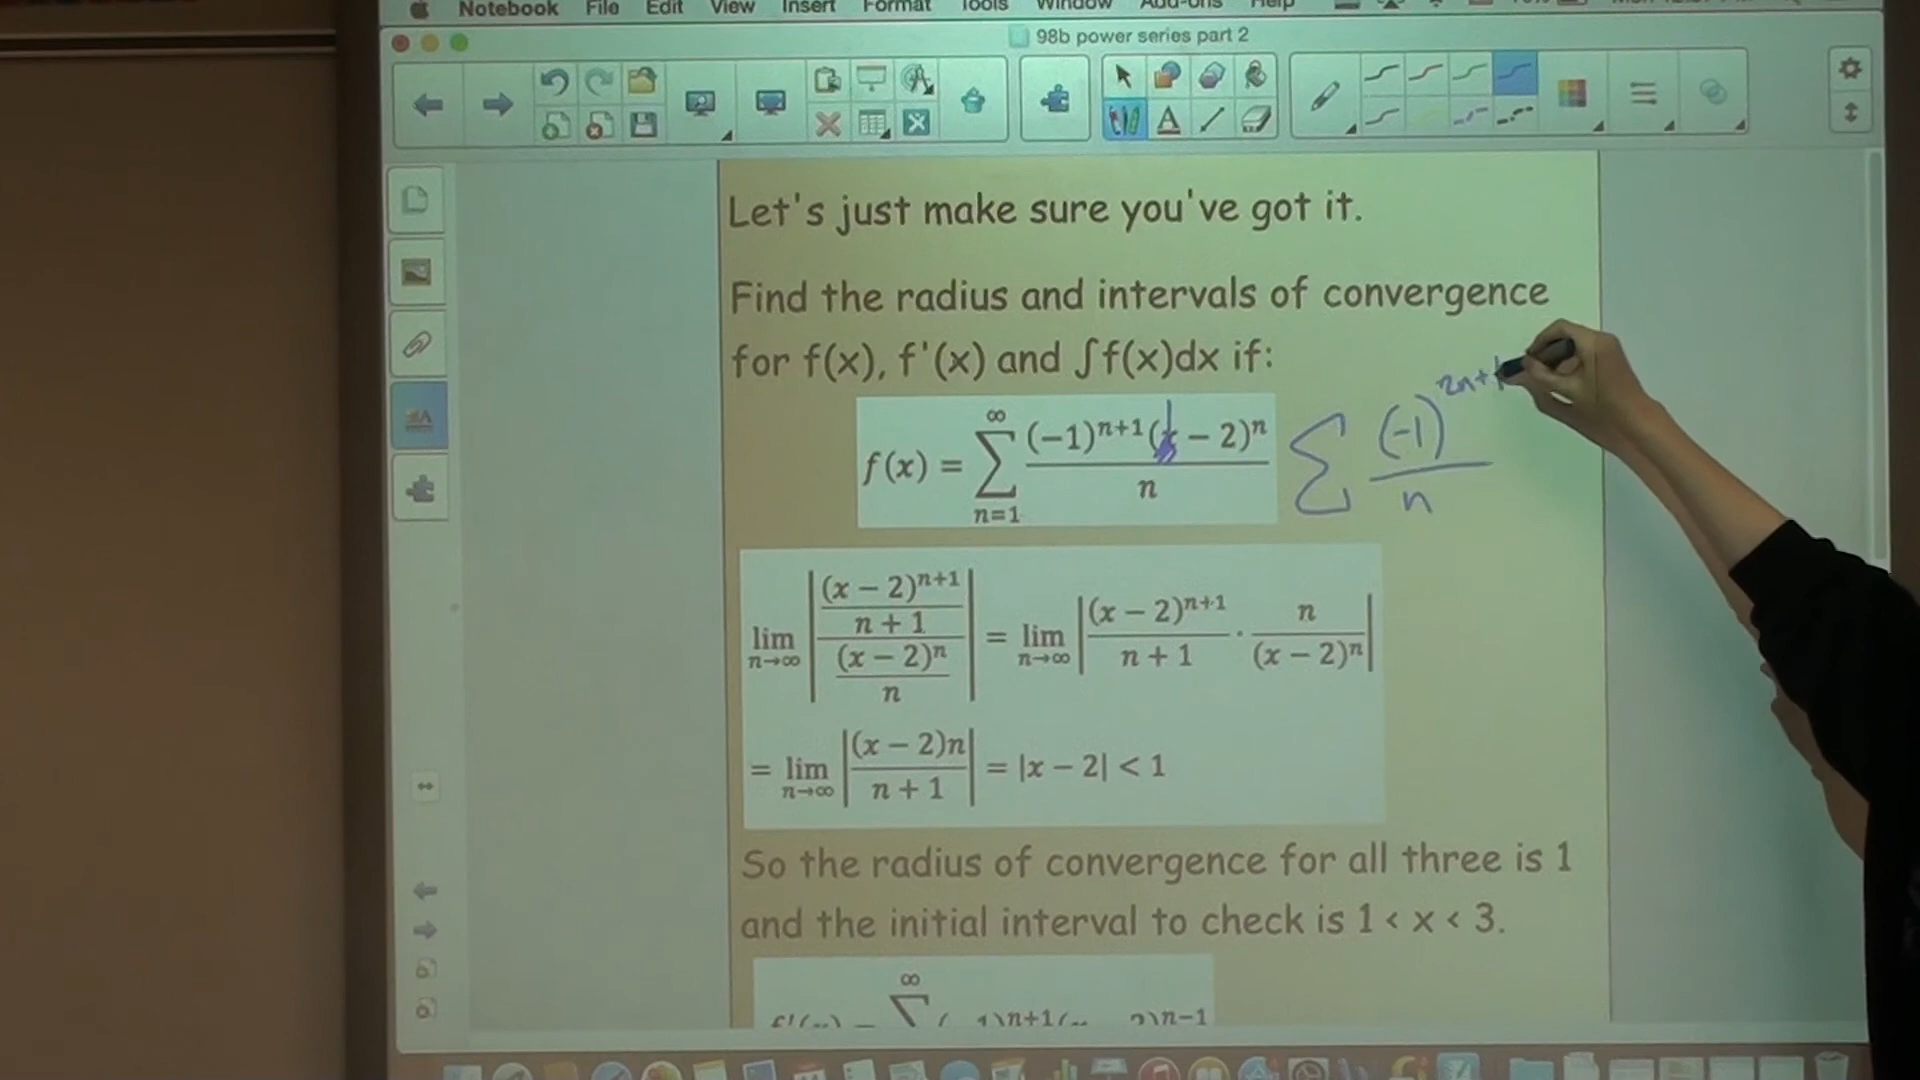 Notebook File Edit View Insert Format Tools Window Add-ons Help
98b power series part 2
Let's just make sure you've got it.
Find the radius and intervals of convergence
for f(x), f'(x) and ∫f(x)dx if:
f(x) = ∑_{n=1}^{∞} (−1)^{n+1}(x − 2)^n / n
∑ (-1)^{2n+1} / n
lim_{n→∞} |((x − 2)^{n+1} / (n + 1)) / ((x − 2)^n / n)| = lim_{n→∞} |(x − 2)^{n+1} / (n + 1) · n / (x − 2)^n|
= lim_{n→∞} |(x − 2)n / (n + 1)| = |x − 2| < 1
So the radius of convergence for all three is 1
and the initial interval to check is 1 < x < 3.